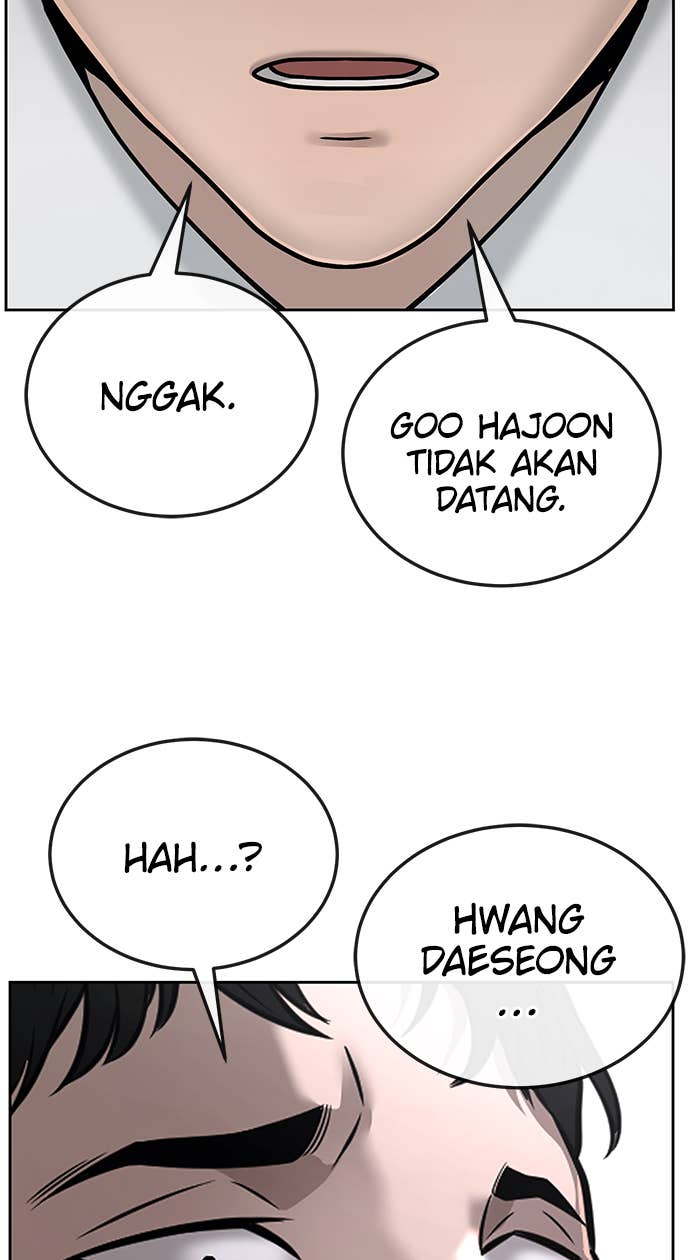 NGGAK.
GOO HAJOON
TIDAK AKAN
DATANG.
HAH...?
HWANG
DAESEONG
...